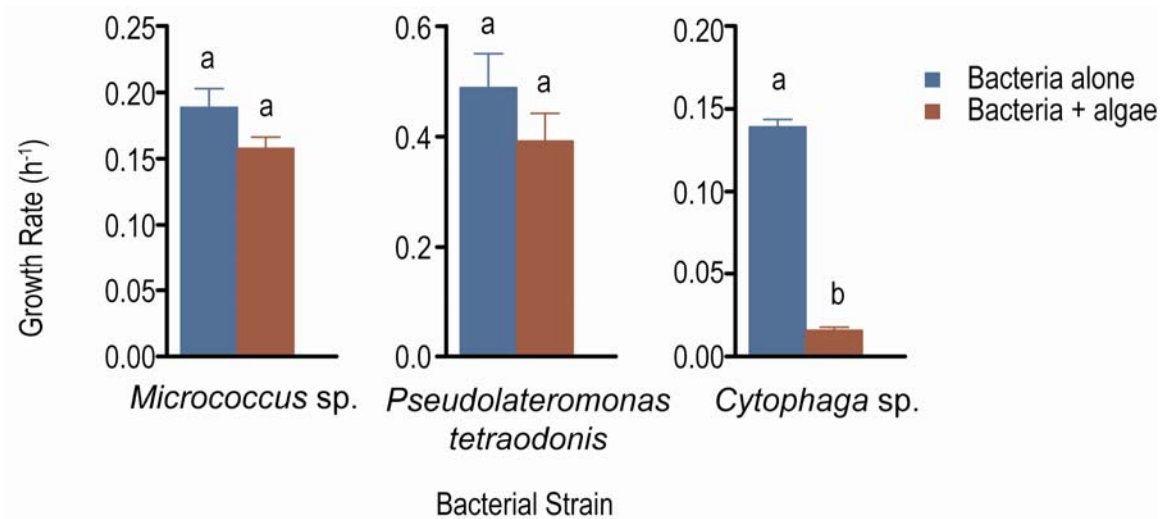 Growth Rate (h⁻¹)
0.25
0.20
0.15
0.10
0.05
0.00
a
a
Micrococcus sp.
0.6
0.4
0.2
0.0
a
a
Pseudolateromonas
tetraodonis
0.20
0.15
0.10
0.05
0.00
a
b
Cytophaga sp.
Bacteria alone
Bacteria + algae
Bacterial Strain